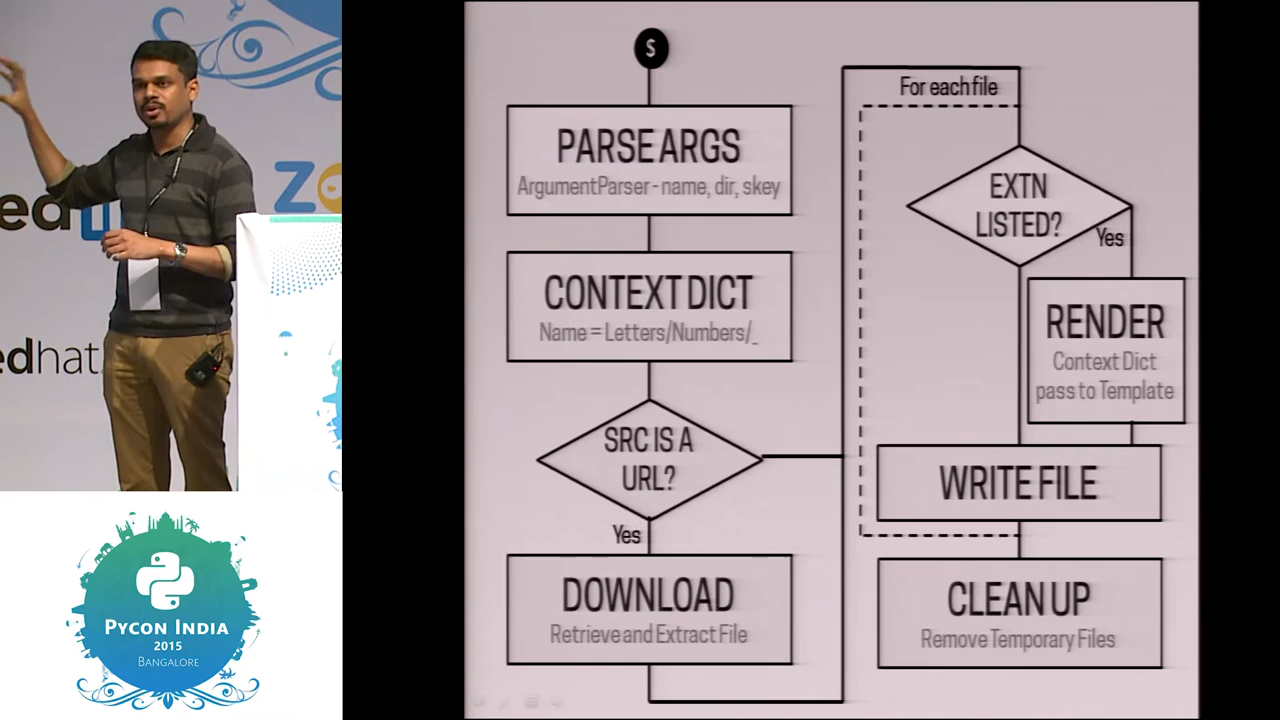 ed
ZO
edhat.
PYCON INDIA
2015
BANGALORE
S
PARSE ARGS
ArgumentParser - name, dir, skey
CONTEXT DICT
Name = Letters/Numbers/_
SRC IS A
URL?
Yes
DOWNLOAD
Retrieve and Extract File
For each file
EXTN
LISTED?
Yes
RENDER
Context Dict
pass to Template
WRITE FILE
CLEAN UP
Remove Temporary Files